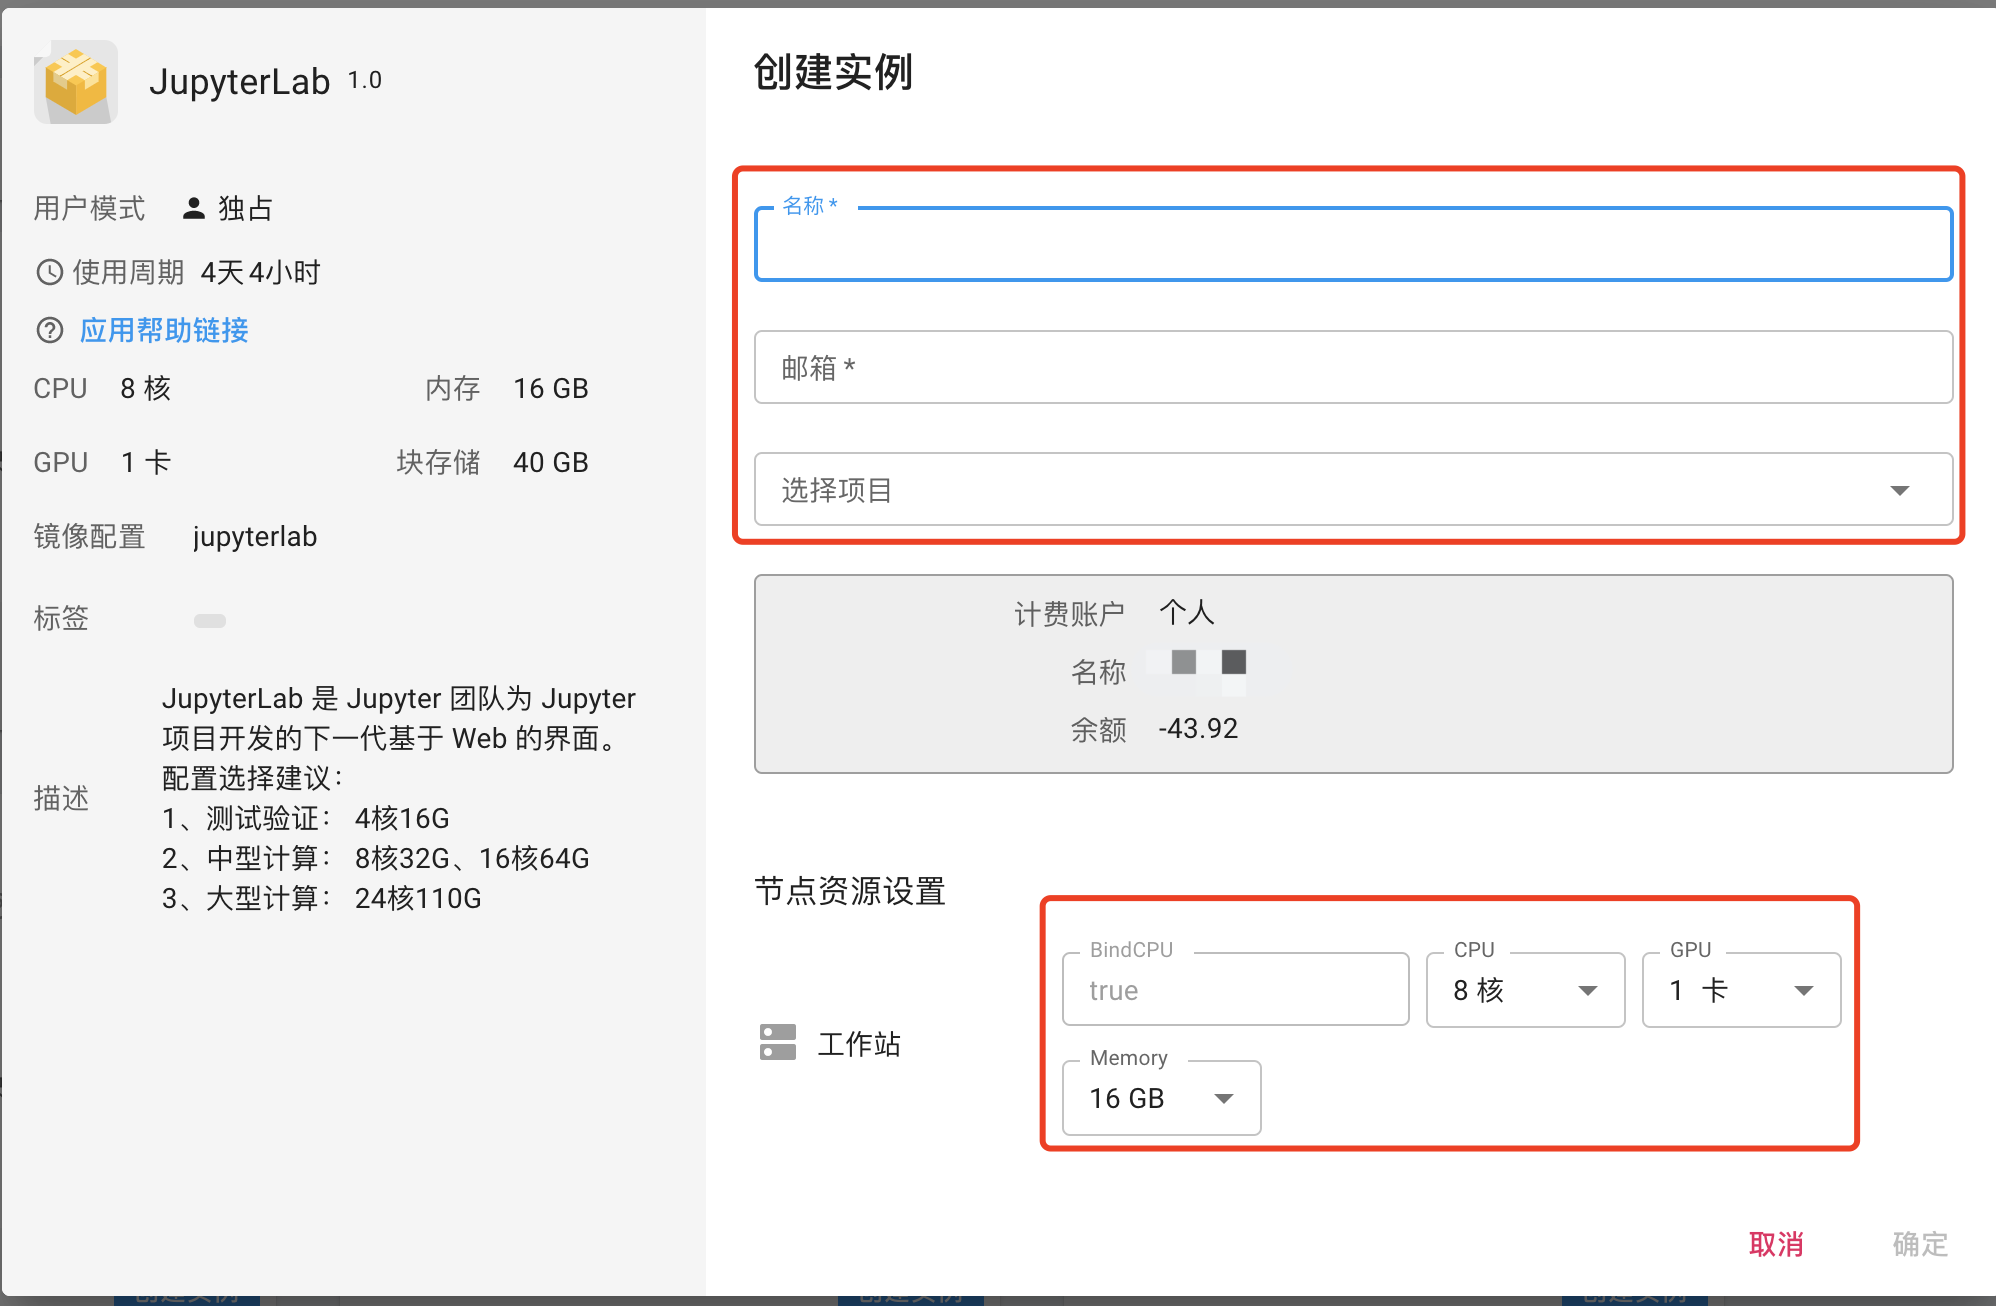 JupyterLab 1.0
用户模式 独占
使用周期 4天4小时
应用帮助链接
CPU 8 核 内存 16 GB
GPU 1 卡 块存储 40 GB
镜像配置 jupyterlab
标签
描述
JupyterLab 是 Jupyter 团队为 Jupyter
项目开发的下一代基于 Web 的界面。
配置选择建议：
1、测试验证： 4核16G
2、中型计算： 8核32G、16核64G
3、大型计算： 24核110G
创建实例
名称 *
邮箱 *
选择项目
计费账户 个人
名称
余额 -43.92
节点资源设置
工作站
BindCPU
true
CPU
8 核
GPU
1 卡
Memory
16 GB
取消 确定